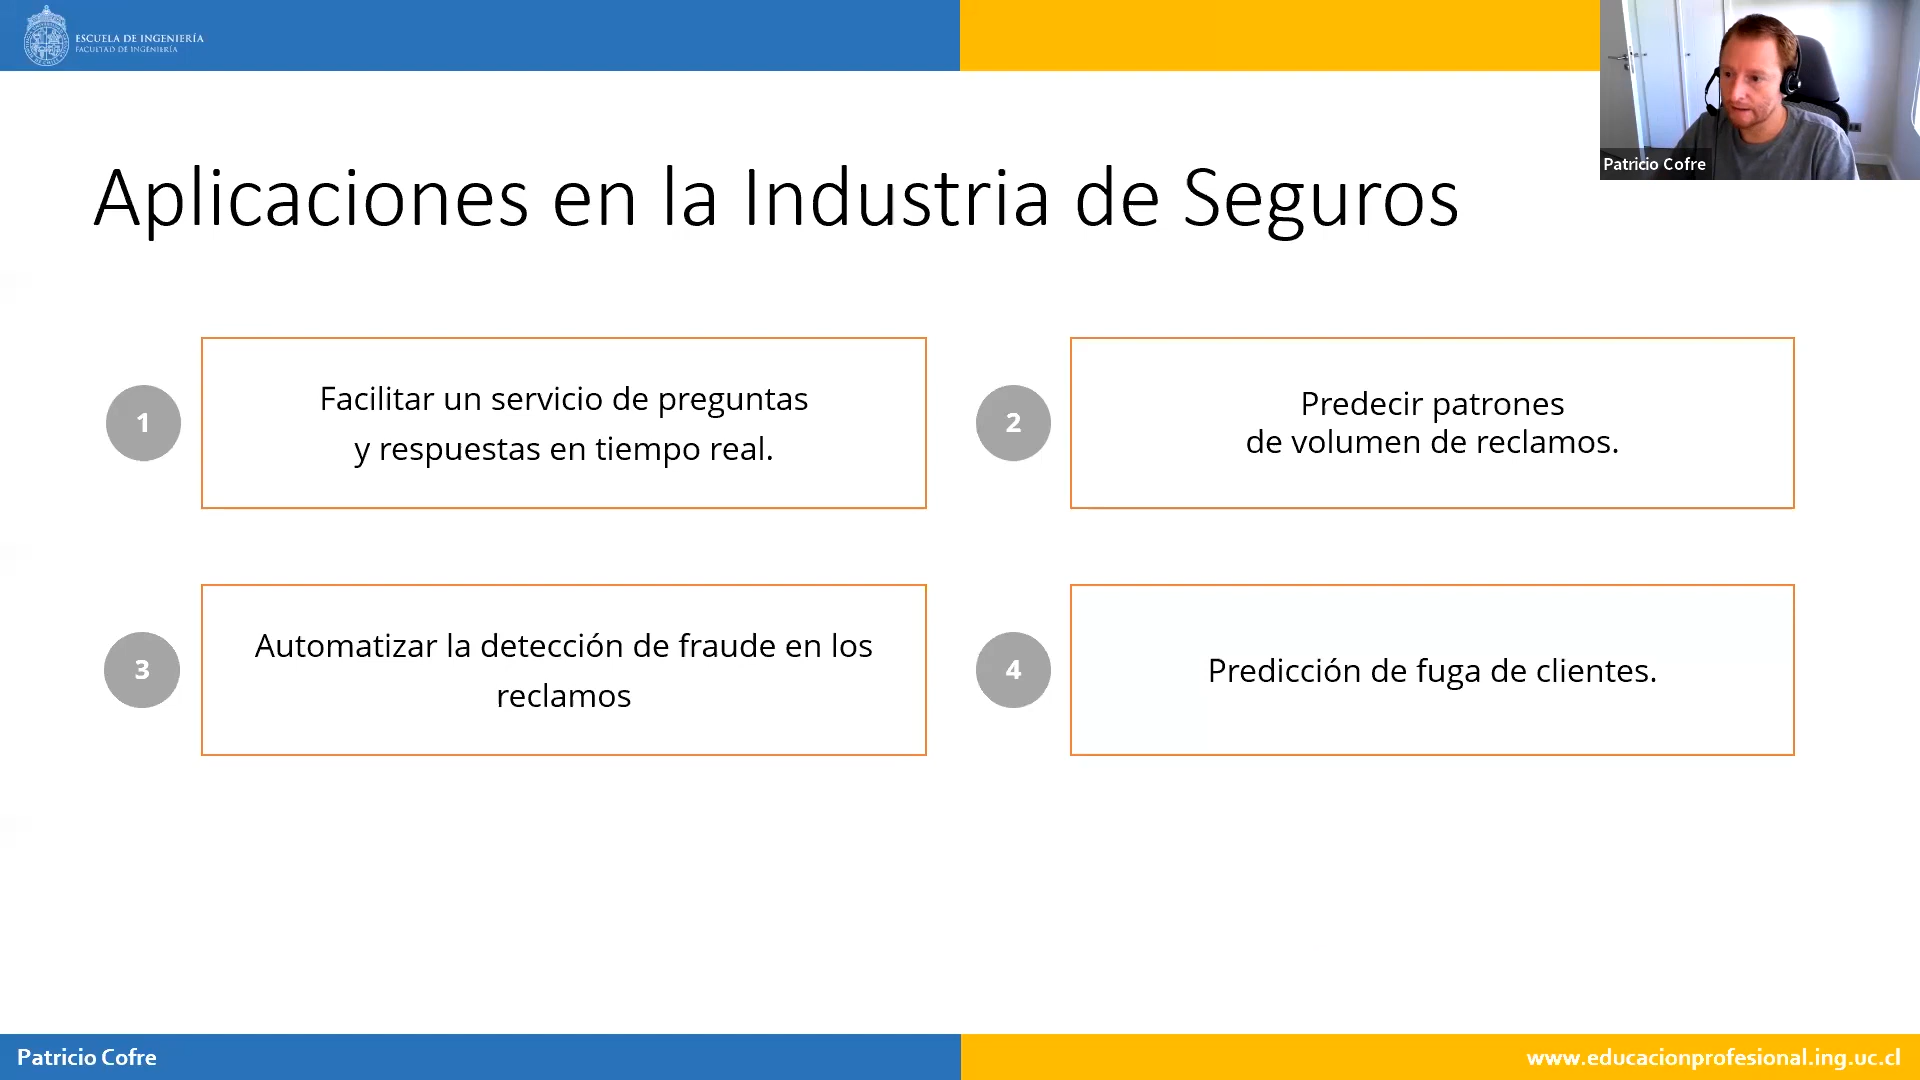 ESCUELA DE INGENIERÍA
FACULTAD DE INGENIERÍA
Patricio Cofre
Aplicaciones en la Industria de Seguros
1
Facilitar un servicio de preguntas
y respuestas en tiempo real.
2
Predecir patrones
de volumen de reclamos.
3
Automatizar la detección de fraude en los
reclamos
4
Predicción de fuga de clientes.
Patricio Cofre
www.educacionprofesional.ing.uc.cl